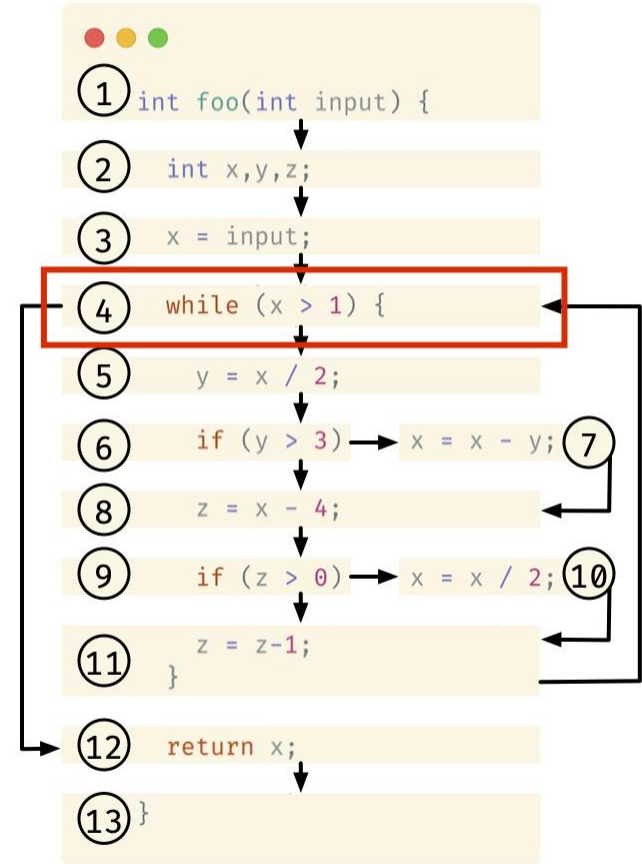 1 int foo(int input) {
2 int x,y,z;
3 x = input;
4 while (x > 1) {
5 y = x / 2;
6 if (y > 3) x = x - y; 7
8 z = x - 4;
9 if (z > 0) x = x / 2; 10
z = z-1;
11 }
12 return x;
13 }